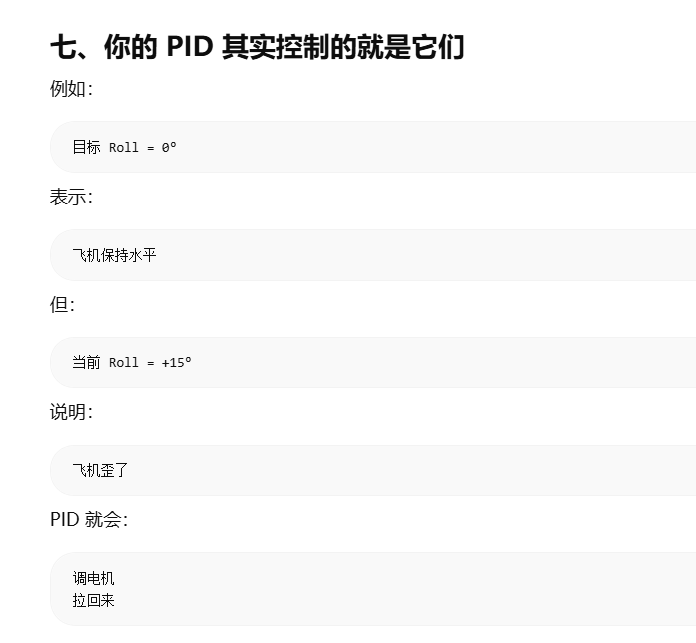 七、你的 PID 其实控制的就是它们
例如：
目标 Roll = 0°
表示：
飞机保持水平
但：
当前 Roll = +15°
说明：
飞机歪了
PID 就会：
调电机
拉回来